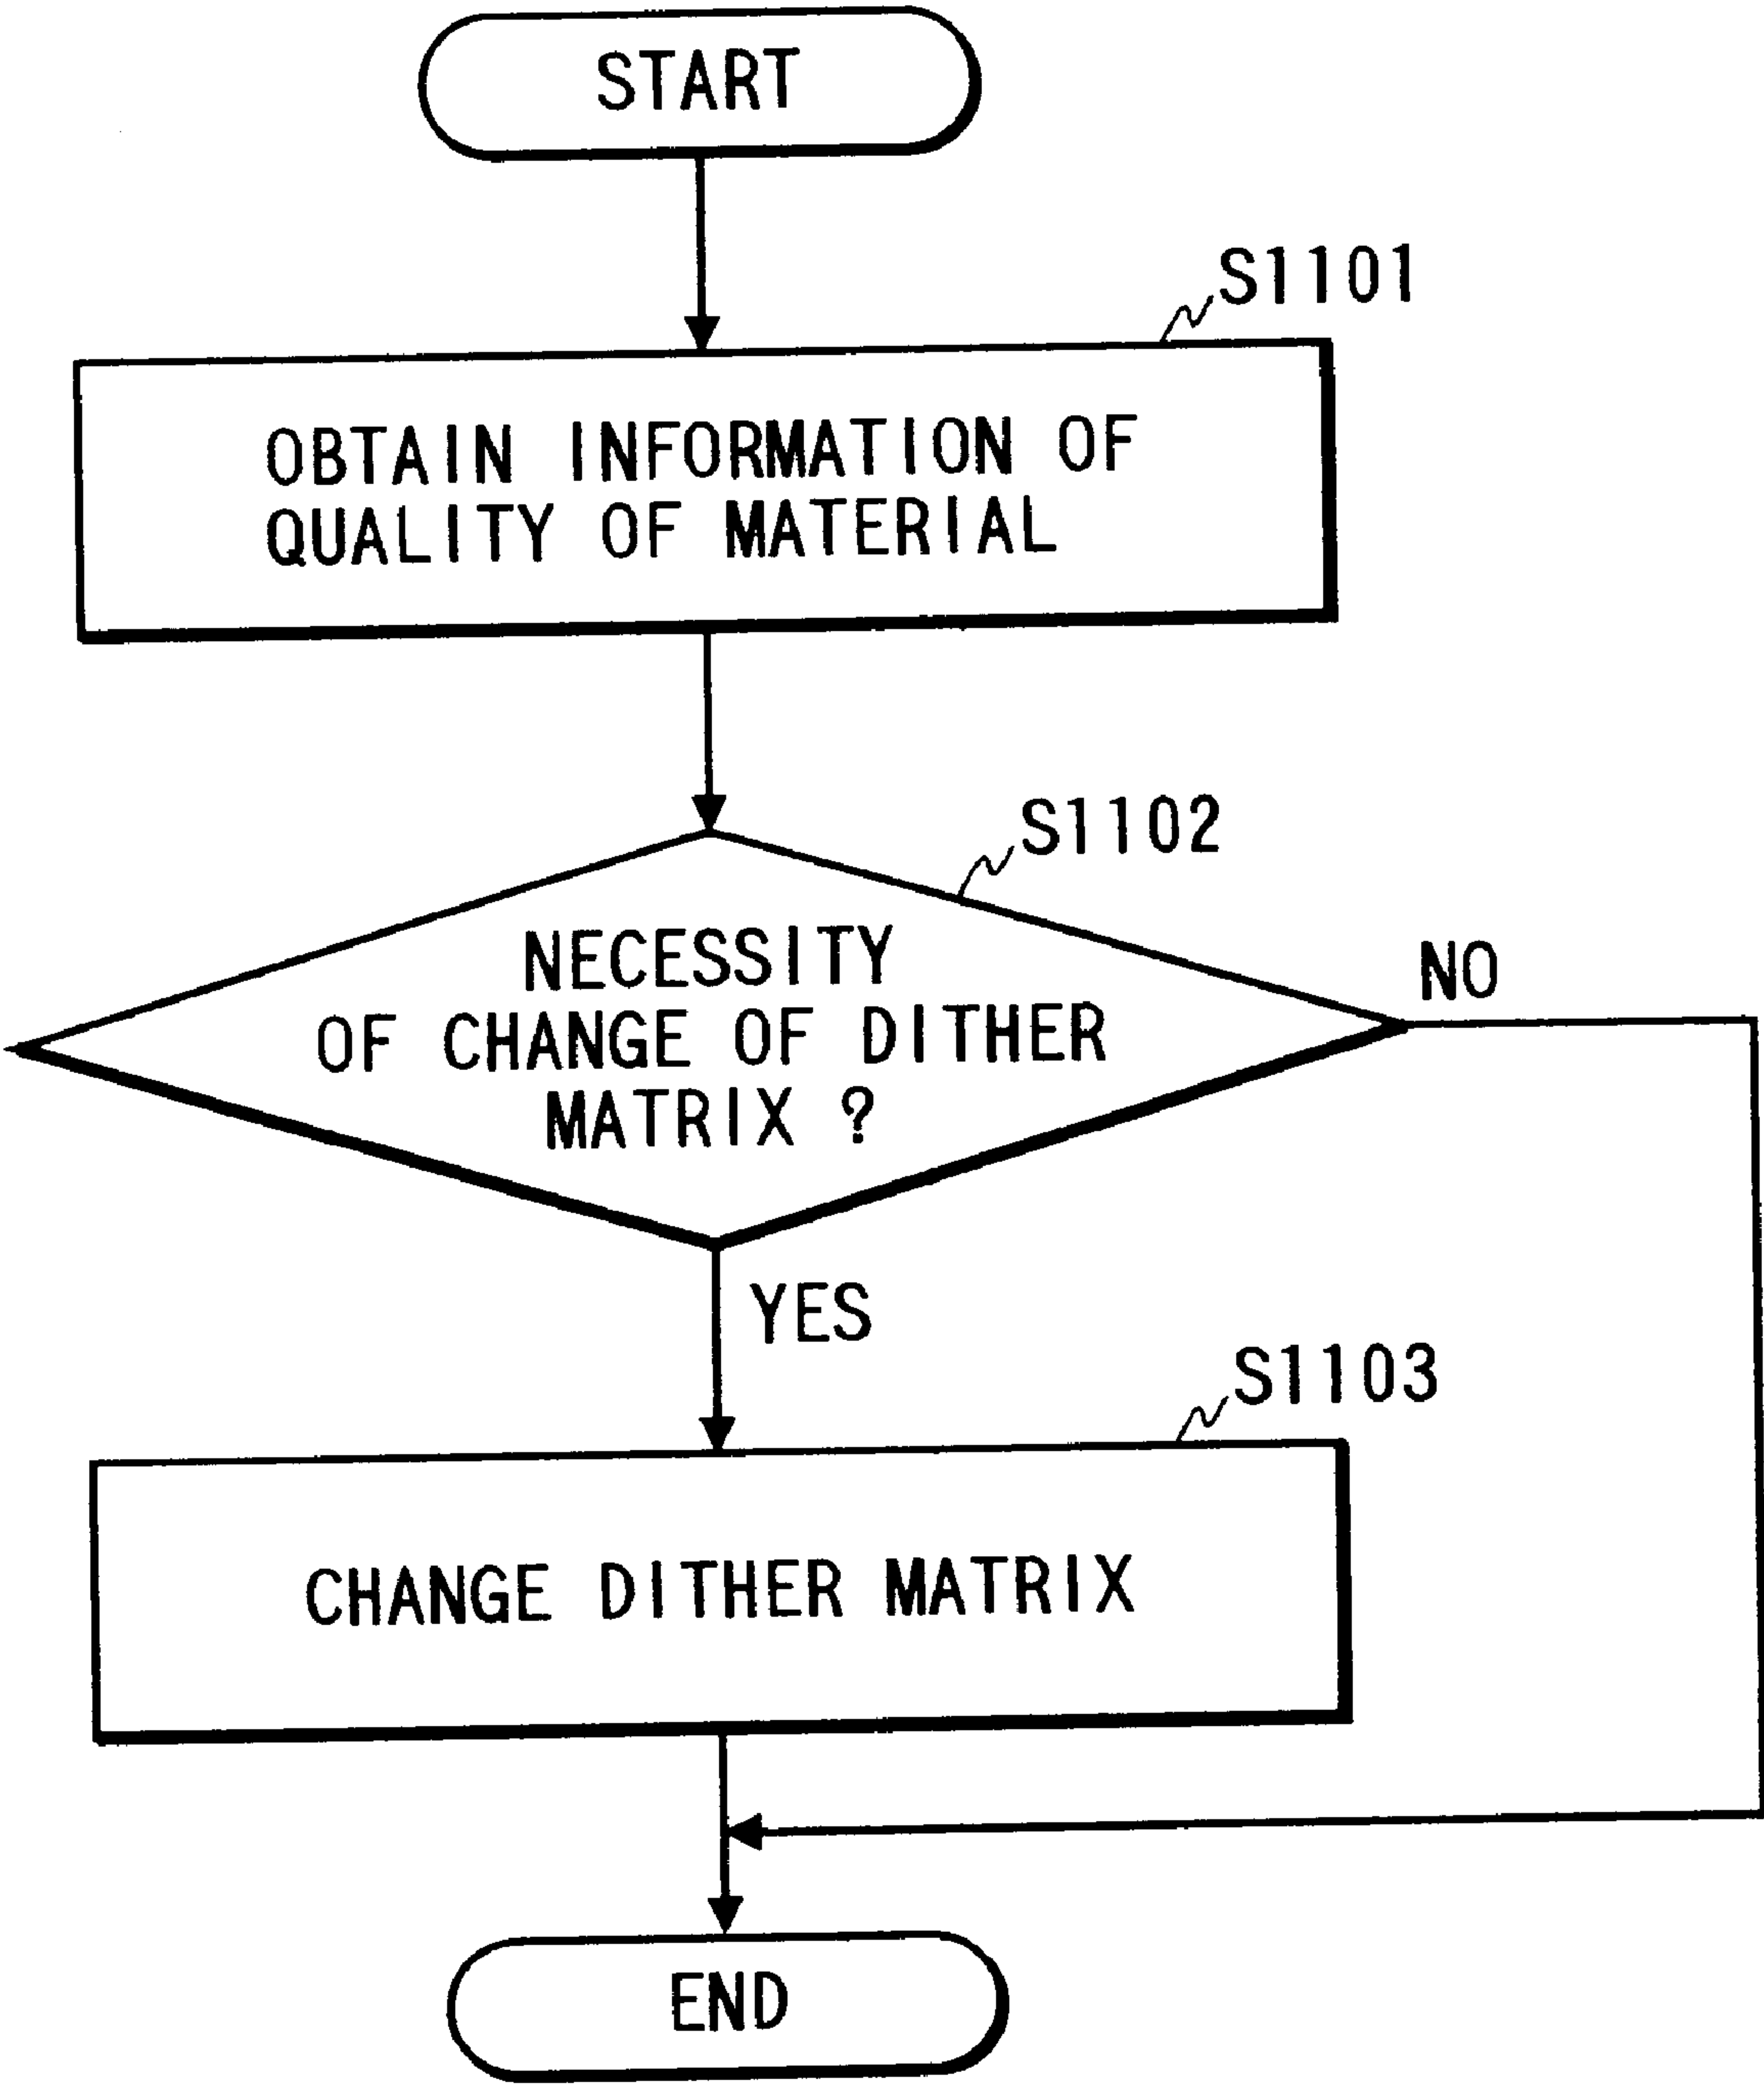 START
S1101
OBTAIN INFORMATION OF
QUALITY OF MATERIAL
S1102
NECESSITY
OF CHANGE OF DITHER
MATRIX ?
NO
YES
S1103
CHANGE DITHER MATRIX
END